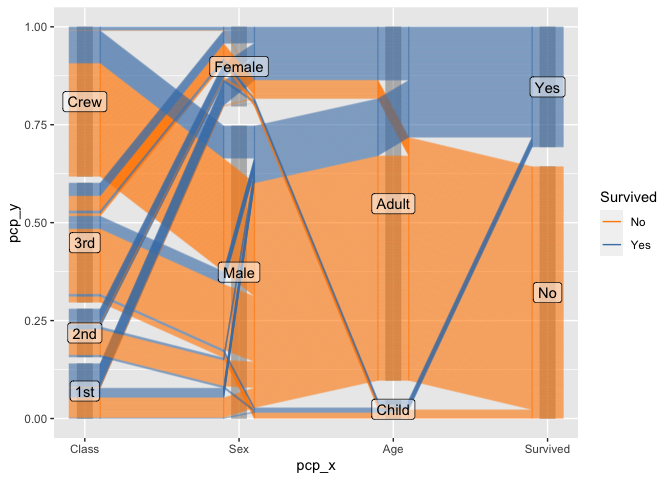 1.00
0.75
0.50
0.25
0.00
pcp_y
Crew
3rd
2nd
1st
Female
Male
Adult
Child
Yes
No
Class
Sex
Age
Survived
pcp_x
Survived
No
Yes